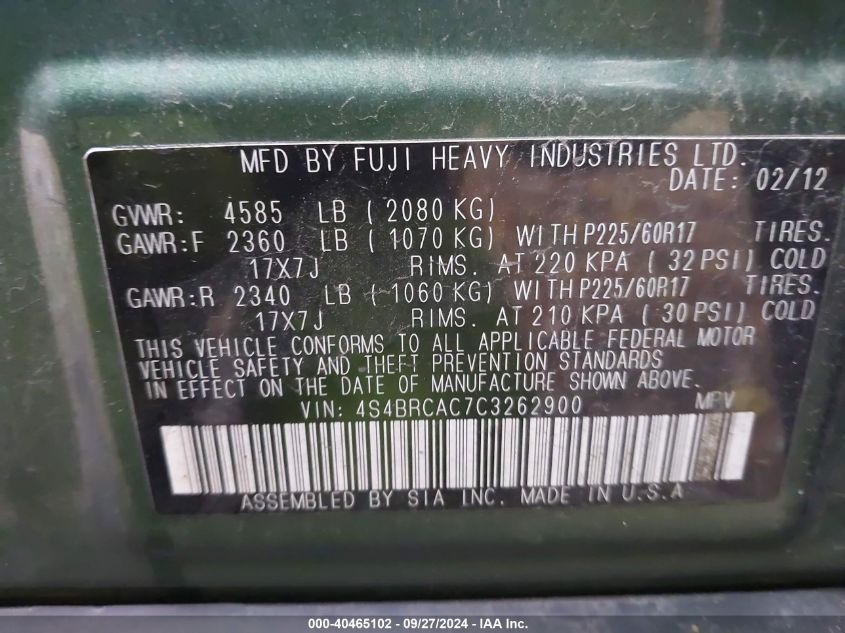 MFD BY FUJI HEAVY INDUSTRIES LTD.
DATE: 02/12
GVWR: 4585 LB ( 2080 KG)
GAWR:F 2360 LB ( 1070 KG) WITH P225/60R17 TIRES.
17X7J RIMS. AT 220 KPA ( 32 PSI) COLD
GAWR:R 2340 LB ( 1060 KG) WITH P225/60R17 TIRES.
17X7J RIMS. AT 210 KPA ( 30 PSI) COLD
THIS VEHICLE CONFORMS TO ALL APPLICABLE FEDERAL MOTOR
VEHICLE SAFETY AND THEFT PREVENTION STANDARDS
IN EFFECT ON THE DATE OF MANUFACTURE SHOWN ABOVE.
VIN: 4S4BRCAC7C3262900 MPV
ASSEMBLED BY SIA INC. MADE IN U.S.A
000-40465102 - 09/27/2024 - IAAI.COM